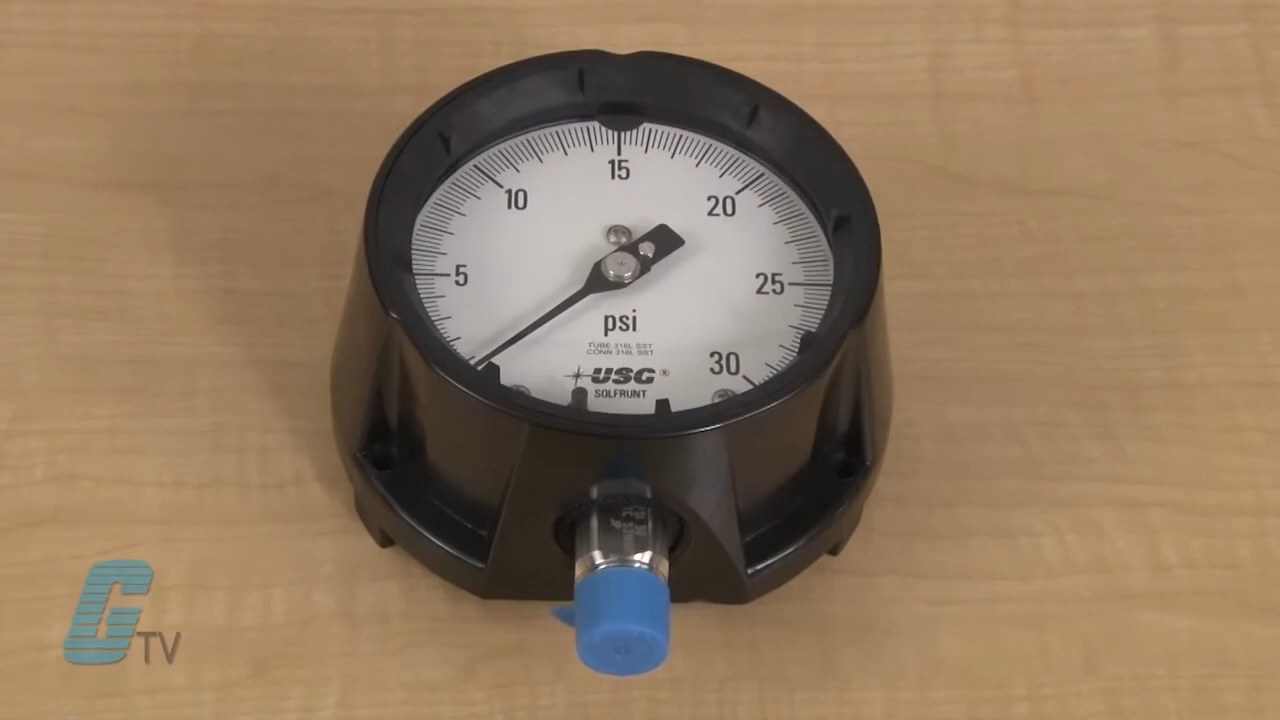 15
10
20
5
25
psi
TUBE 316L SST
CONN 316L SST
30
USG®
SOLFRUNT
G TV